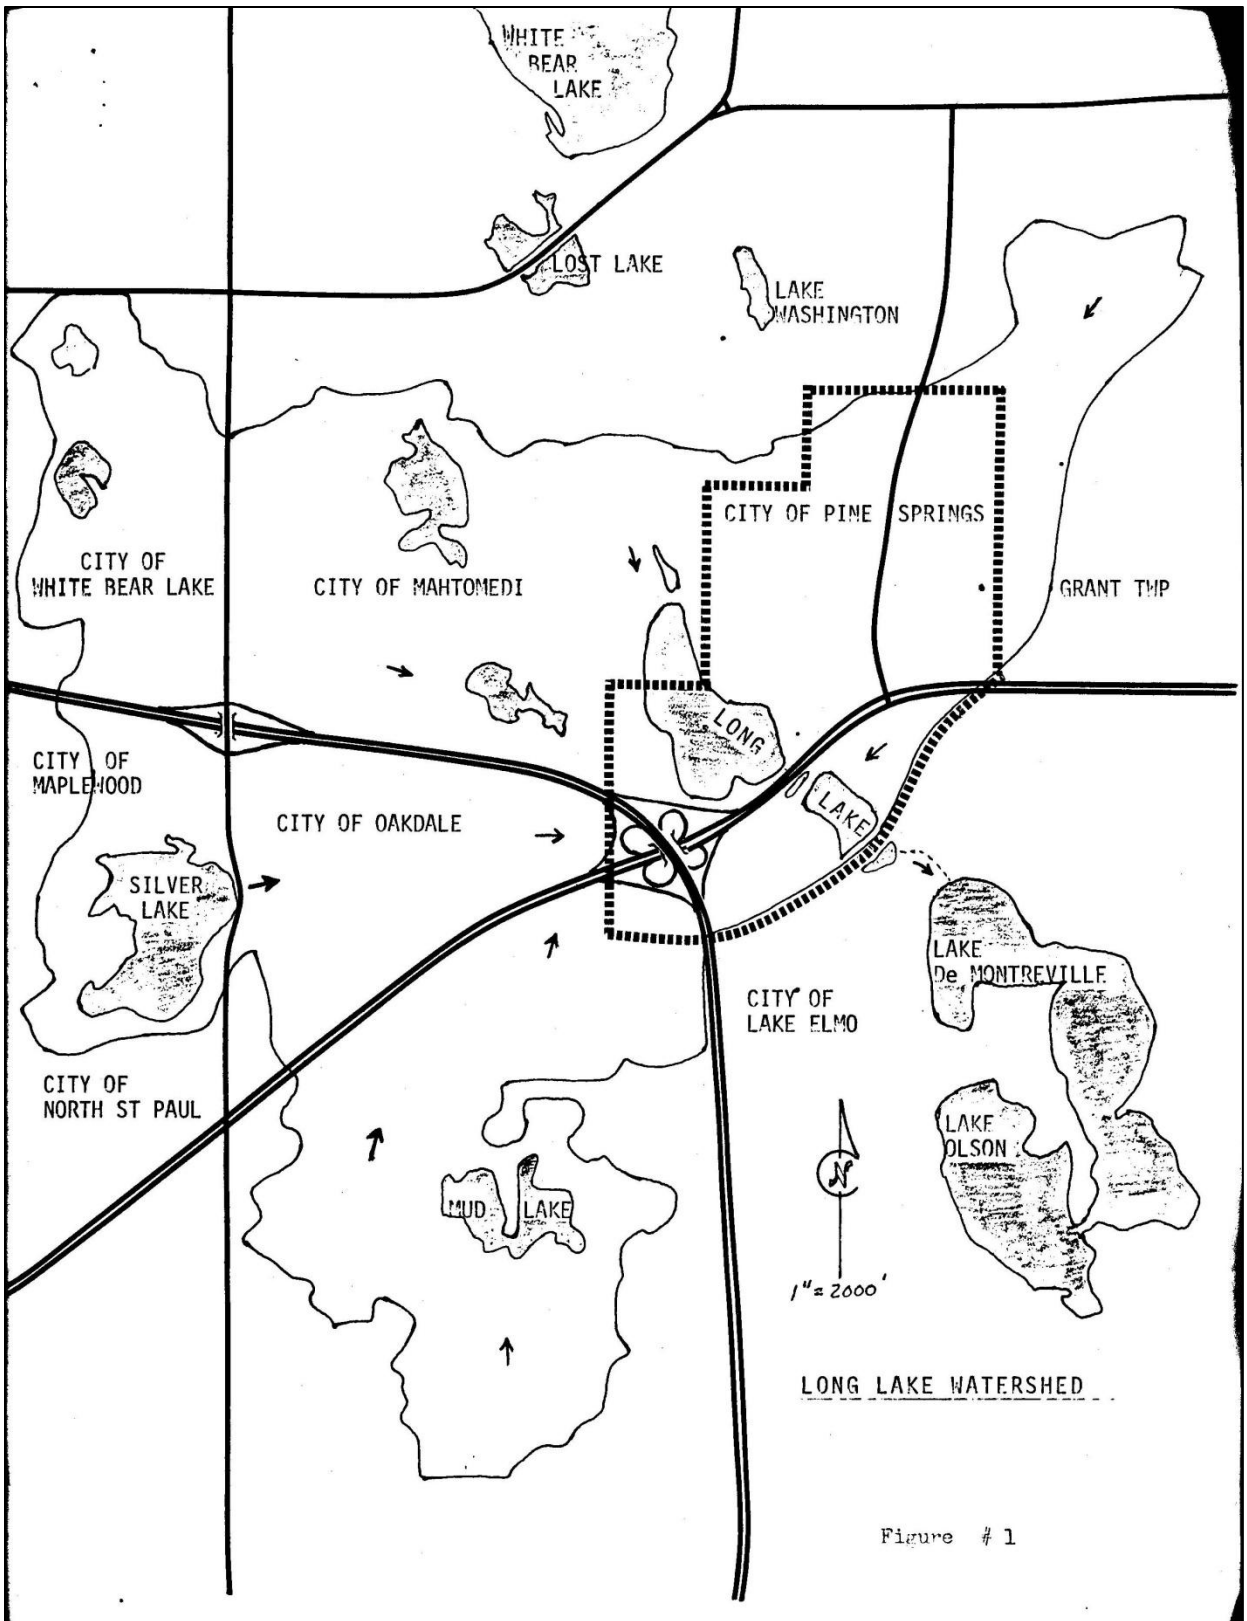 WHITE
BEAR
LAKE
LOST LAKE
LAKE
WASHINGTON
CITY OF PINE SPRINGS
CITY OF
WHITE BEAR LAKE
CITY OF MAHTOMEDI
GRANT TWP
LONG
CITY OF
MAPLEWOOD
CITY OF OAKDALE
LAKE
SILVER
LAKE
LAKE
De MONTREVILLE
CITY OF
LAKE ELMO
CITY OF
NORTH ST PAUL
LAKE
OLSON
N
MUD LAKE
1"=2000'
LONG LAKE WATERSHED
Figure #1